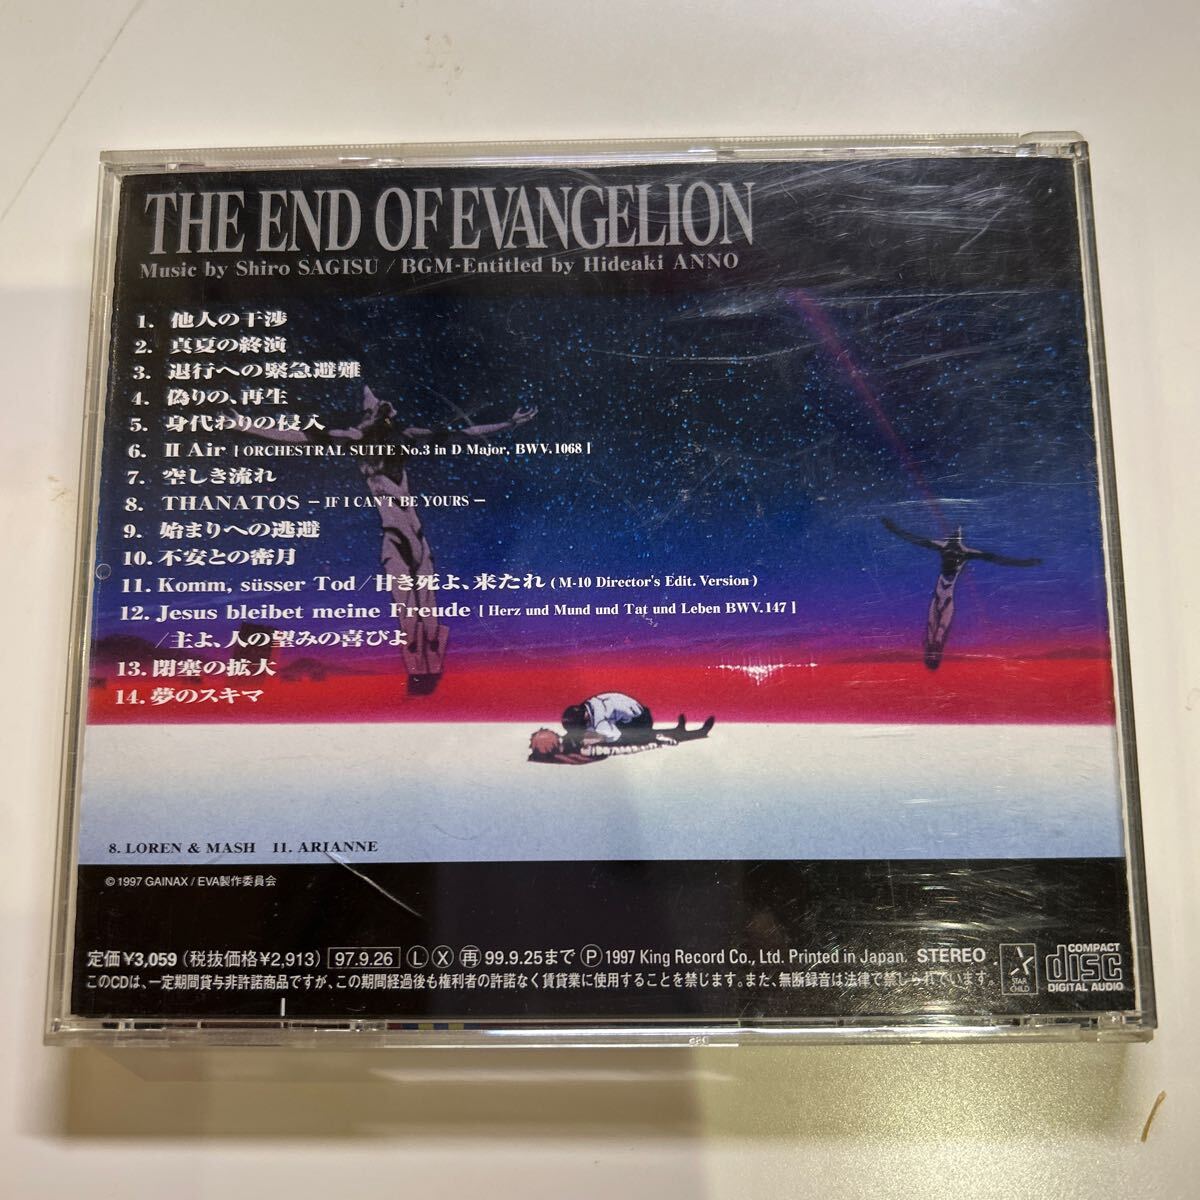 THE END OF EVANGELION
Music by Shiro SAGISU / BGM-Entitled by Hideaki ANNO
1. 他人の干渉
2. 真夏の終演
3. 退行への緊急避難
4. 偽りの、再生
5. 身代わりの侵入
6. II Air [ ORCHESTRAL SUITE No.3 in D Major, BWV.1068 ]
7. 空しき流れ
8. THANATOS – IF I CAN'T BE YOURS –
9. 始まりへの逃避
10. 不安との蜜月
11. Komm, süsser Tod/甘き死よ、来たれ ( M-10 Director's Edit. Version )
12. Jesus bleibet meine Freude [ Herz und Mund und Tat und Leben BWV.147 ]
/主よ、人の望みの喜びよ
13. 閉塞の拡大
14. 夢のスキマ
8. LOREN & MASH 11. ARIANNE
© 1997 GAINAX / EVA製作委員会
定価¥3,059 (税抜価格¥2,913) 97.9.26 Ⓛ Ⓧ ㊢ 99.9.25まで Ⓟ 1997 King Record Co., Ltd. Printed in Japan. STEREO
このCDは、一定期間貸与非許諾商品ですが、この期間経過後も権利者の許諾なく賃貸業に使用することを禁じます。また、無断録音は法律で禁じられています。
STAR CHILD
COMPACT disc DIGITAL AUDIO